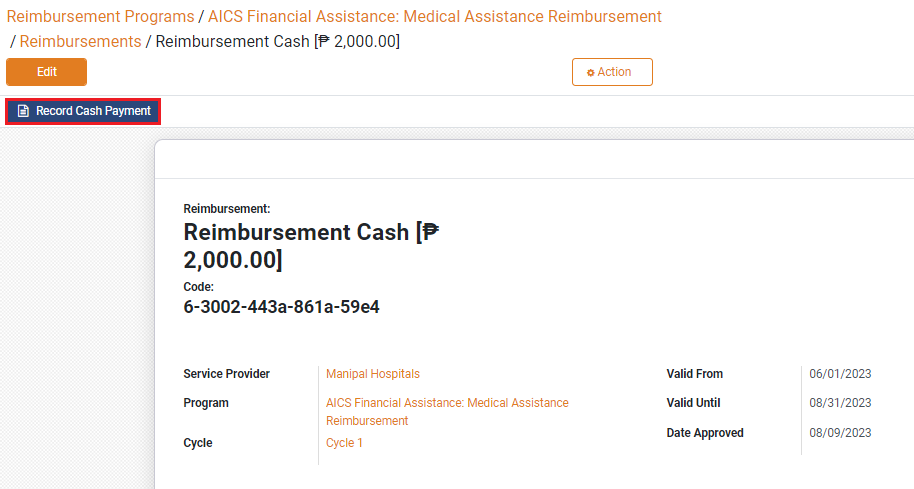 Reimbursement Programs / AICS Financial Assistance: Medical Assistance Reimbursement
/ Reimbursements / Reimbursement Cash [₱ 2,000.00]
Edit
Action
Record Cash Payment
Reimbursement:
Reimbursement Cash [₱
2,000.00]
Code:
6-3002-443a-861a-59e4
Service Provider Manipal Hospitals Valid From 06/01/2023
Program AICS Financial Assistance: Medical Assistance Valid Until 08/31/2023
Reimbursement
Date Approved 08/09/2023
Cycle Cycle 1